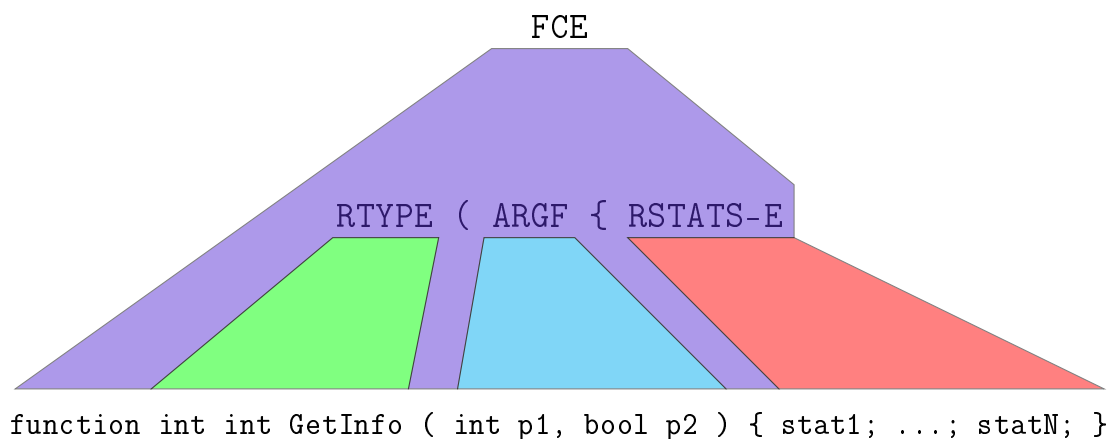 FCE
RTYPE ( ARGF { RSTATS-E
function int int GetInfo ( int p1, bool p2 ) { stat1; ...; statN; }